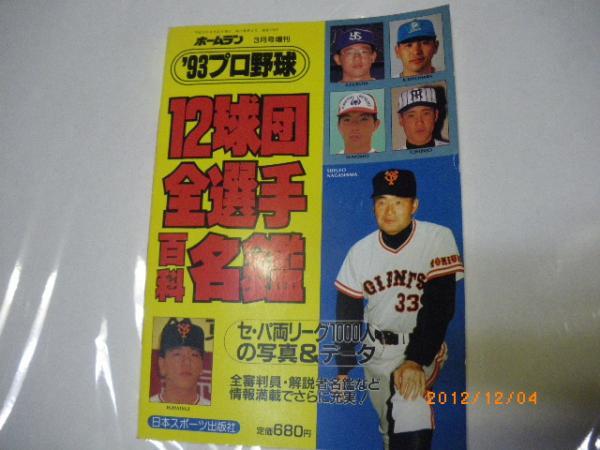 ホームラン 3月号増刊
'93プロ野球
12球団
全選手
百科名鑑
SHIGEO
NAGASHIMA
YS
GIANTS
33
セ・パ両リーグ1000人
の写真&データ
全審判員・解説者名鑑など
情報満載でさらに充実!
日本スポーツ出版社
定価680円
2012/12/04